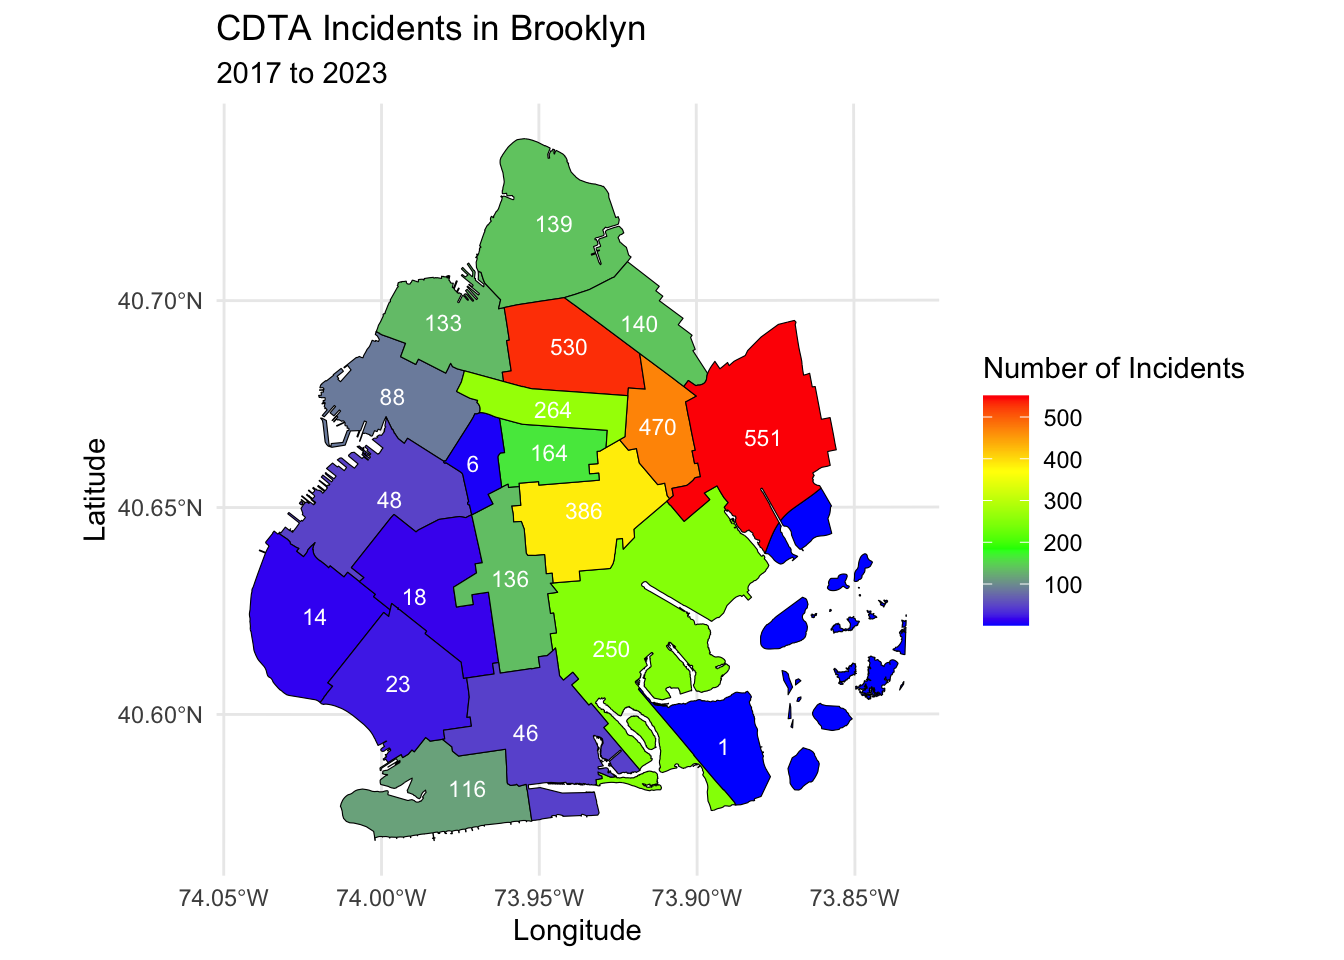 CDTA Incidents in Brooklyn
2017 to 2023
139
133
140
530
88
264
470
551
164
6
48
386
136
18
14
250
23
46
1
116
40.70°N
40.65°N
40.60°N
Latitude
74.05°W 74.00°W 73.95°W 73.90°W 73.85°W
Longitude
Number of Incidents
500
400
300
200
100